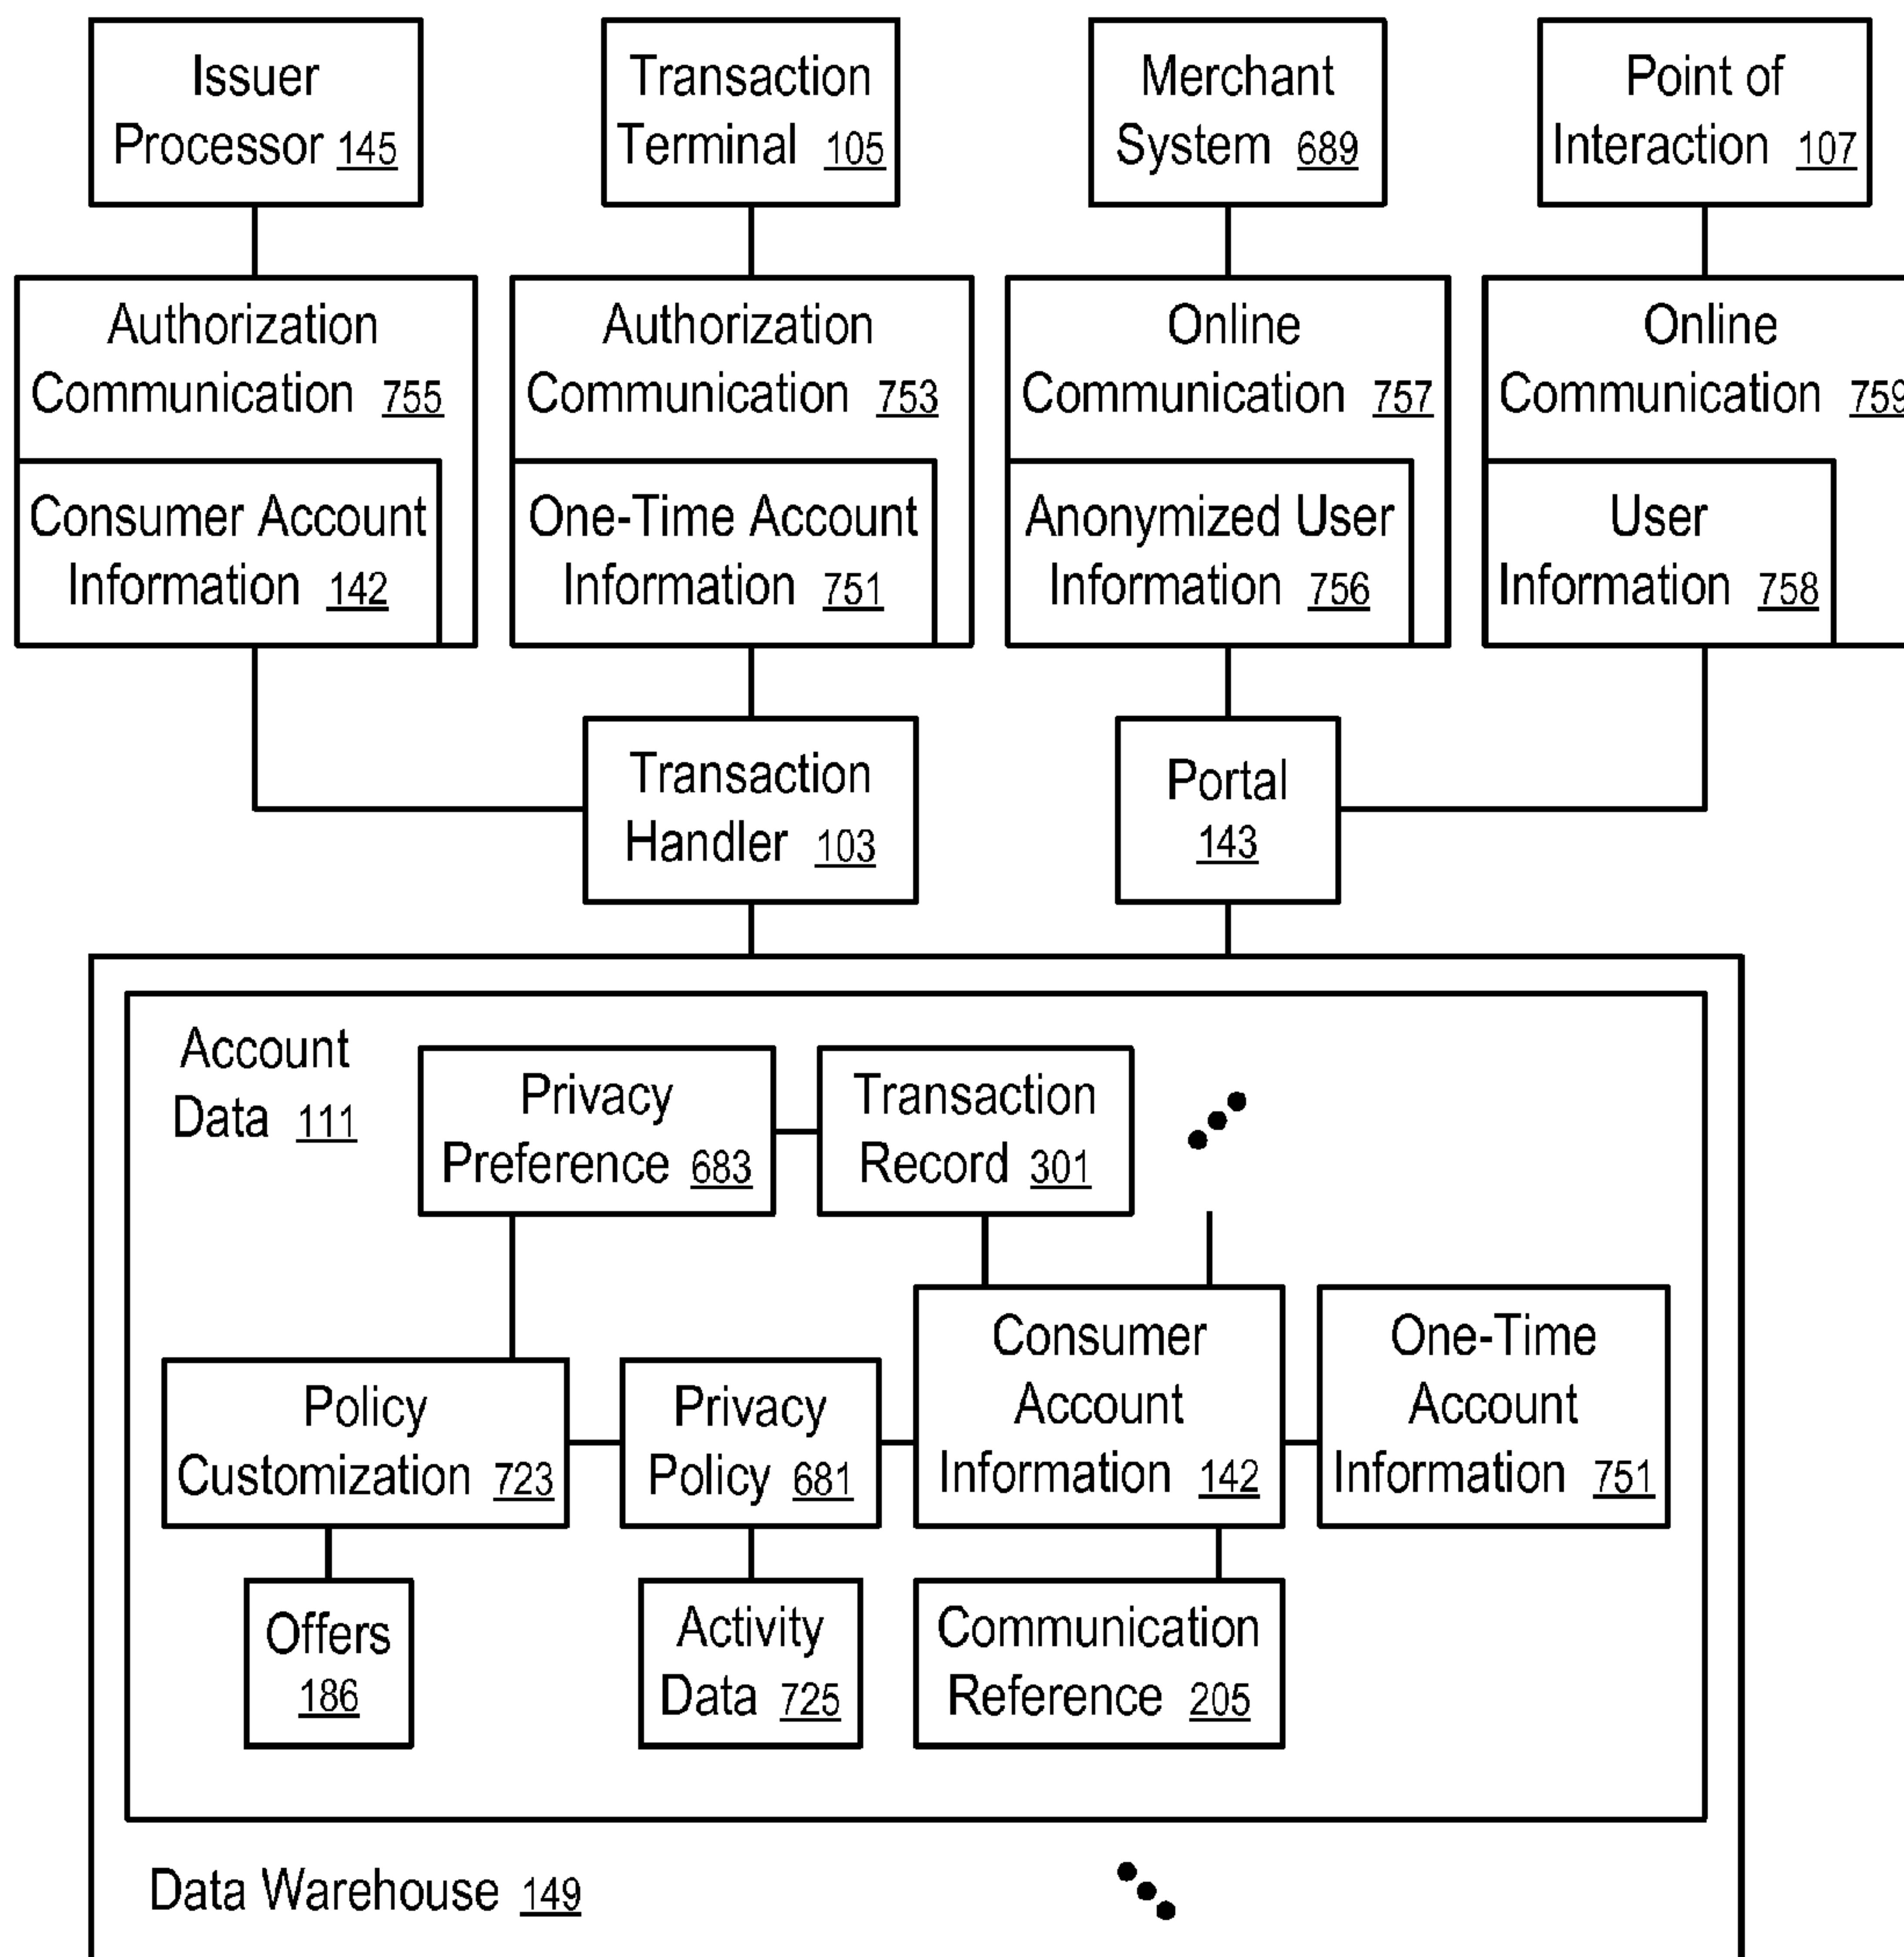 Issuer
Processor 145
Transaction
Terminal 105
Merchant
System 689
Point of
Interaction 107
Authorization
Communication 755
Consumer Account
Information 142
Authorization
Communication 753
One-Time Account
Information 751
Online
Communication 757
Anonymized User
Information 756
Online
Communication 759
User
Information 758
Transaction
Handler 103
Portal
143
Account
Data 111
Privacy
Preference 683
Transaction
Record 301
Policy
Customization 723
Privacy
Policy 681
Consumer
Account
Information 142
One-Time
Account
Information 751
Offers
186
Activity
Data 725
Communication
Reference 205
Data Warehouse 149